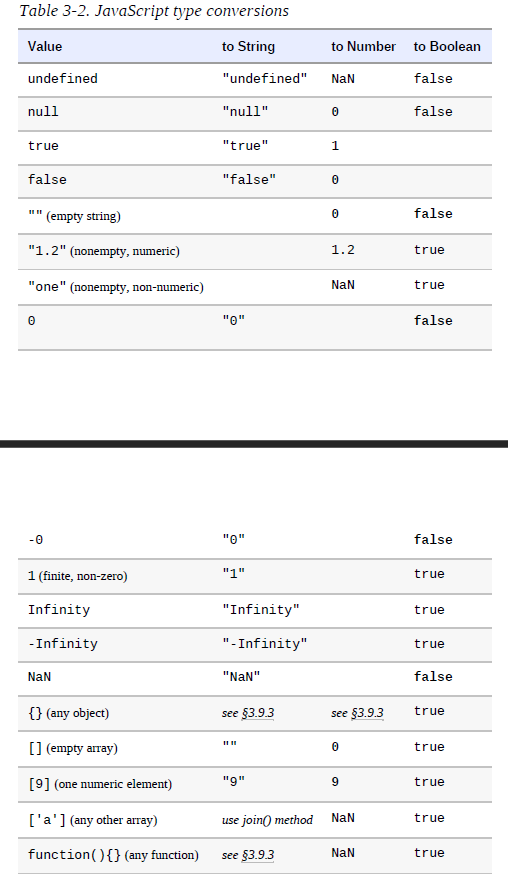 Table 3-2. JavaScript type conversions
Value to String to Number to Boolean
undefined "undefined" NaN false
null "null" 0 false
true "true" 1
false "false" 0
"" (empty string) 0 false
"1.2" (nonempty, numeric) 1.2 true
"one" (nonempty, non-numeric) NaN true
0 "0" false
-0 "0" false
1 (finite, non-zero) "1" true
Infinity "Infinity" true
-Infinity "-Infinity" true
NaN "NaN" false
{} (any object) see §3.9.3 see §3.9.3 true
[] (empty array) "" 0 true
[9] (one numeric element) "9" 9 true
['a'] (any other array) use join() method NaN true
function(){} (any function) see §3.9.3 NaN true